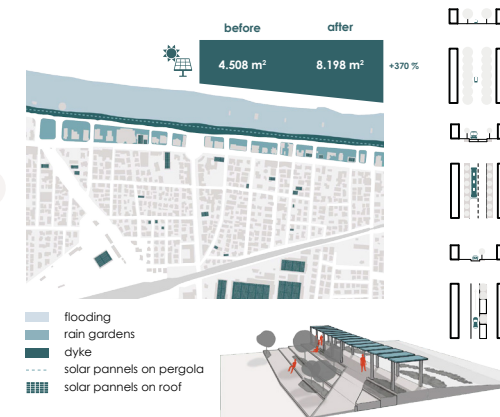 before after
4.508 m² 8.198 m² +370 %
flooding
rain gardens
dyke
solar pannels on pergola
solar pannels on roof